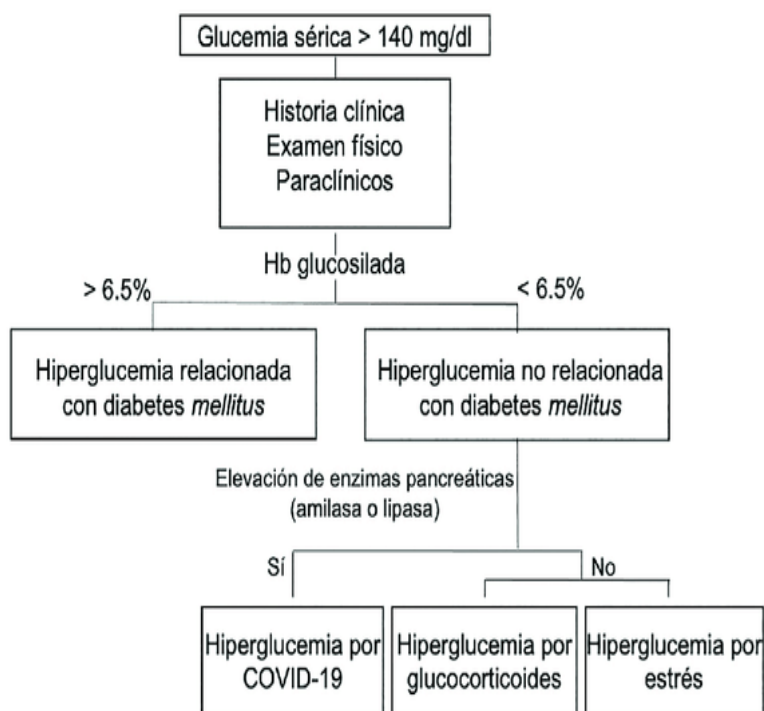 Glucemia sérica > 140 mg/dl
Historia clínica
Examen físico
Paraclínicos
Hb glucosilada
> 6.5%
< 6.5%
Hiperglucemia relacionada
con diabetes mellitus
Hiperglucemia no relacionada
con diabetes mellitus
Elevación de enzimas pancreáticas
(amilasa o lipasa)
Sí
No
Hiperglucemia por
COVID-19
Hiperglucemia por
glucocorticoides
Hiperglucemia por
estrés